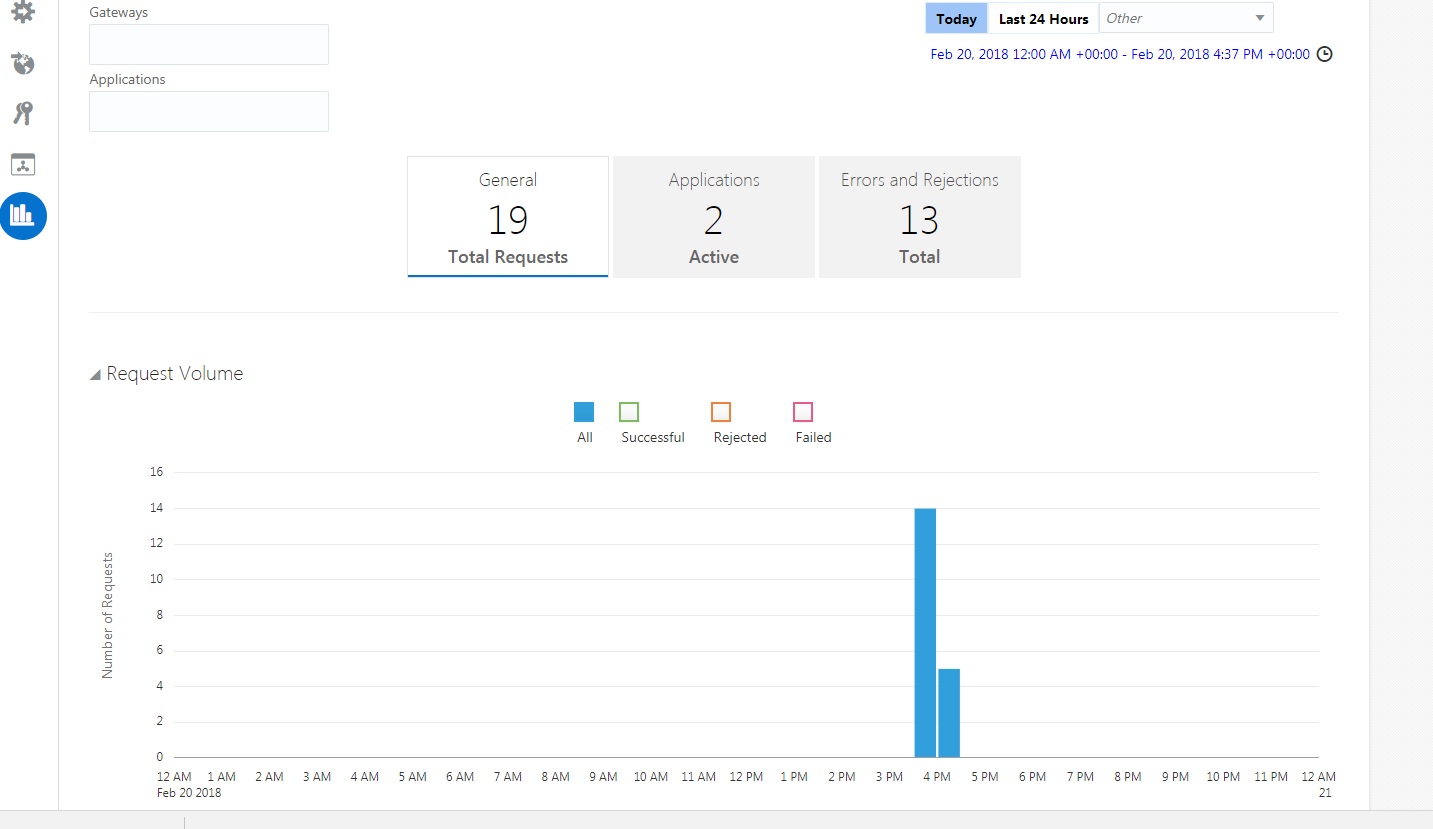 Gateways
Applications
Today Last 24 Hours Other
Feb 20, 2018 12:00 AM +00:00 - Feb 20, 2018 4:37 PM +00:00
General
19
Total Requests
Applications
2
Active
Errors and Rejections
13
Total
Request Volume
All Successful Rejected Failed
Number of Requests
16
14
12
10
8
6
4
2
0
12 AM 1 AM 2 AM 3 AM 4 AM 5 AM 6 AM 7 AM 8 AM 9 AM 10 AM 11 AM 12 PM 1 PM 2 PM 3 PM 4 PM 5 PM 6 PM 7 PM 8 PM 9 PM 10 PM 11 PM 12 AM
Feb 20 2018 21